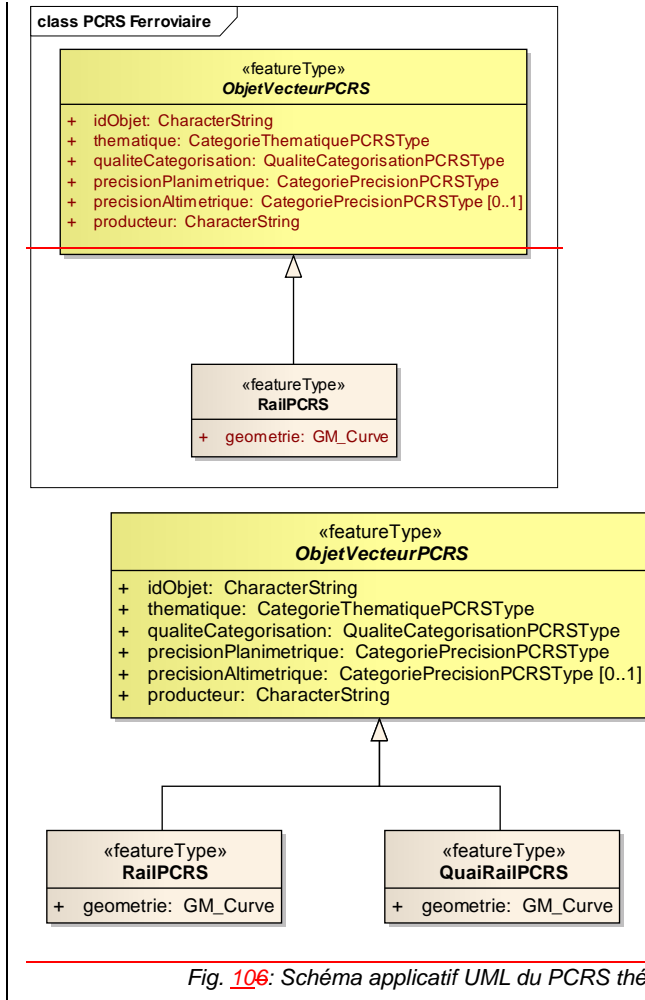 class PCRS Ferroviaire
«featureType»
ObjetVecteurPCRS
+ idObjet: CharacterString
+ thematique: CategorieThematiquePCRSType
+ qualiteCategorisation: QualiteCategorisationPCRSType
+ precisionPlanimetrique: CategoriePrecisionPCRSType
+ precisionAltimetrique: CategoriePrecisionPCRSType [0..1]
+ producteur: CharacterString
«featureType»
RailPCRS
+ geometrie: GM_Curve
«featureType»
ObjetVecteurPCRS
+ idObjet: CharacterString
+ thematique: CategorieThematiquePCRSType
+ qualiteCategorisation: QualiteCategorisationPCRSType
+ precisionPlanimetrique: CategoriePrecisionPCRSType
+ precisionAltimetrique: CategoriePrecisionPCRSType [0..1]
+ producteur: CharacterString
«featureType»
RailPCRS
+ geometrie: GM_Curve
«featureType»
QuaiRailPCRS
+ geometrie: GM_Curve
Fig. 106: Schéma applicatif UML du PCRS thé